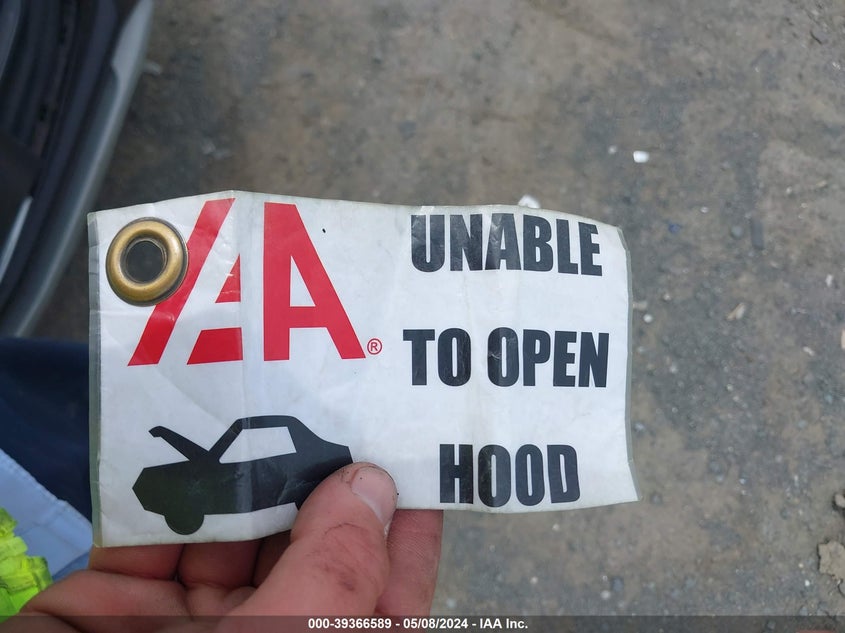 IAA®
UNABLE
TO OPEN
HOOD
000-39366589 - 05/08/2024 - IAA Inc.